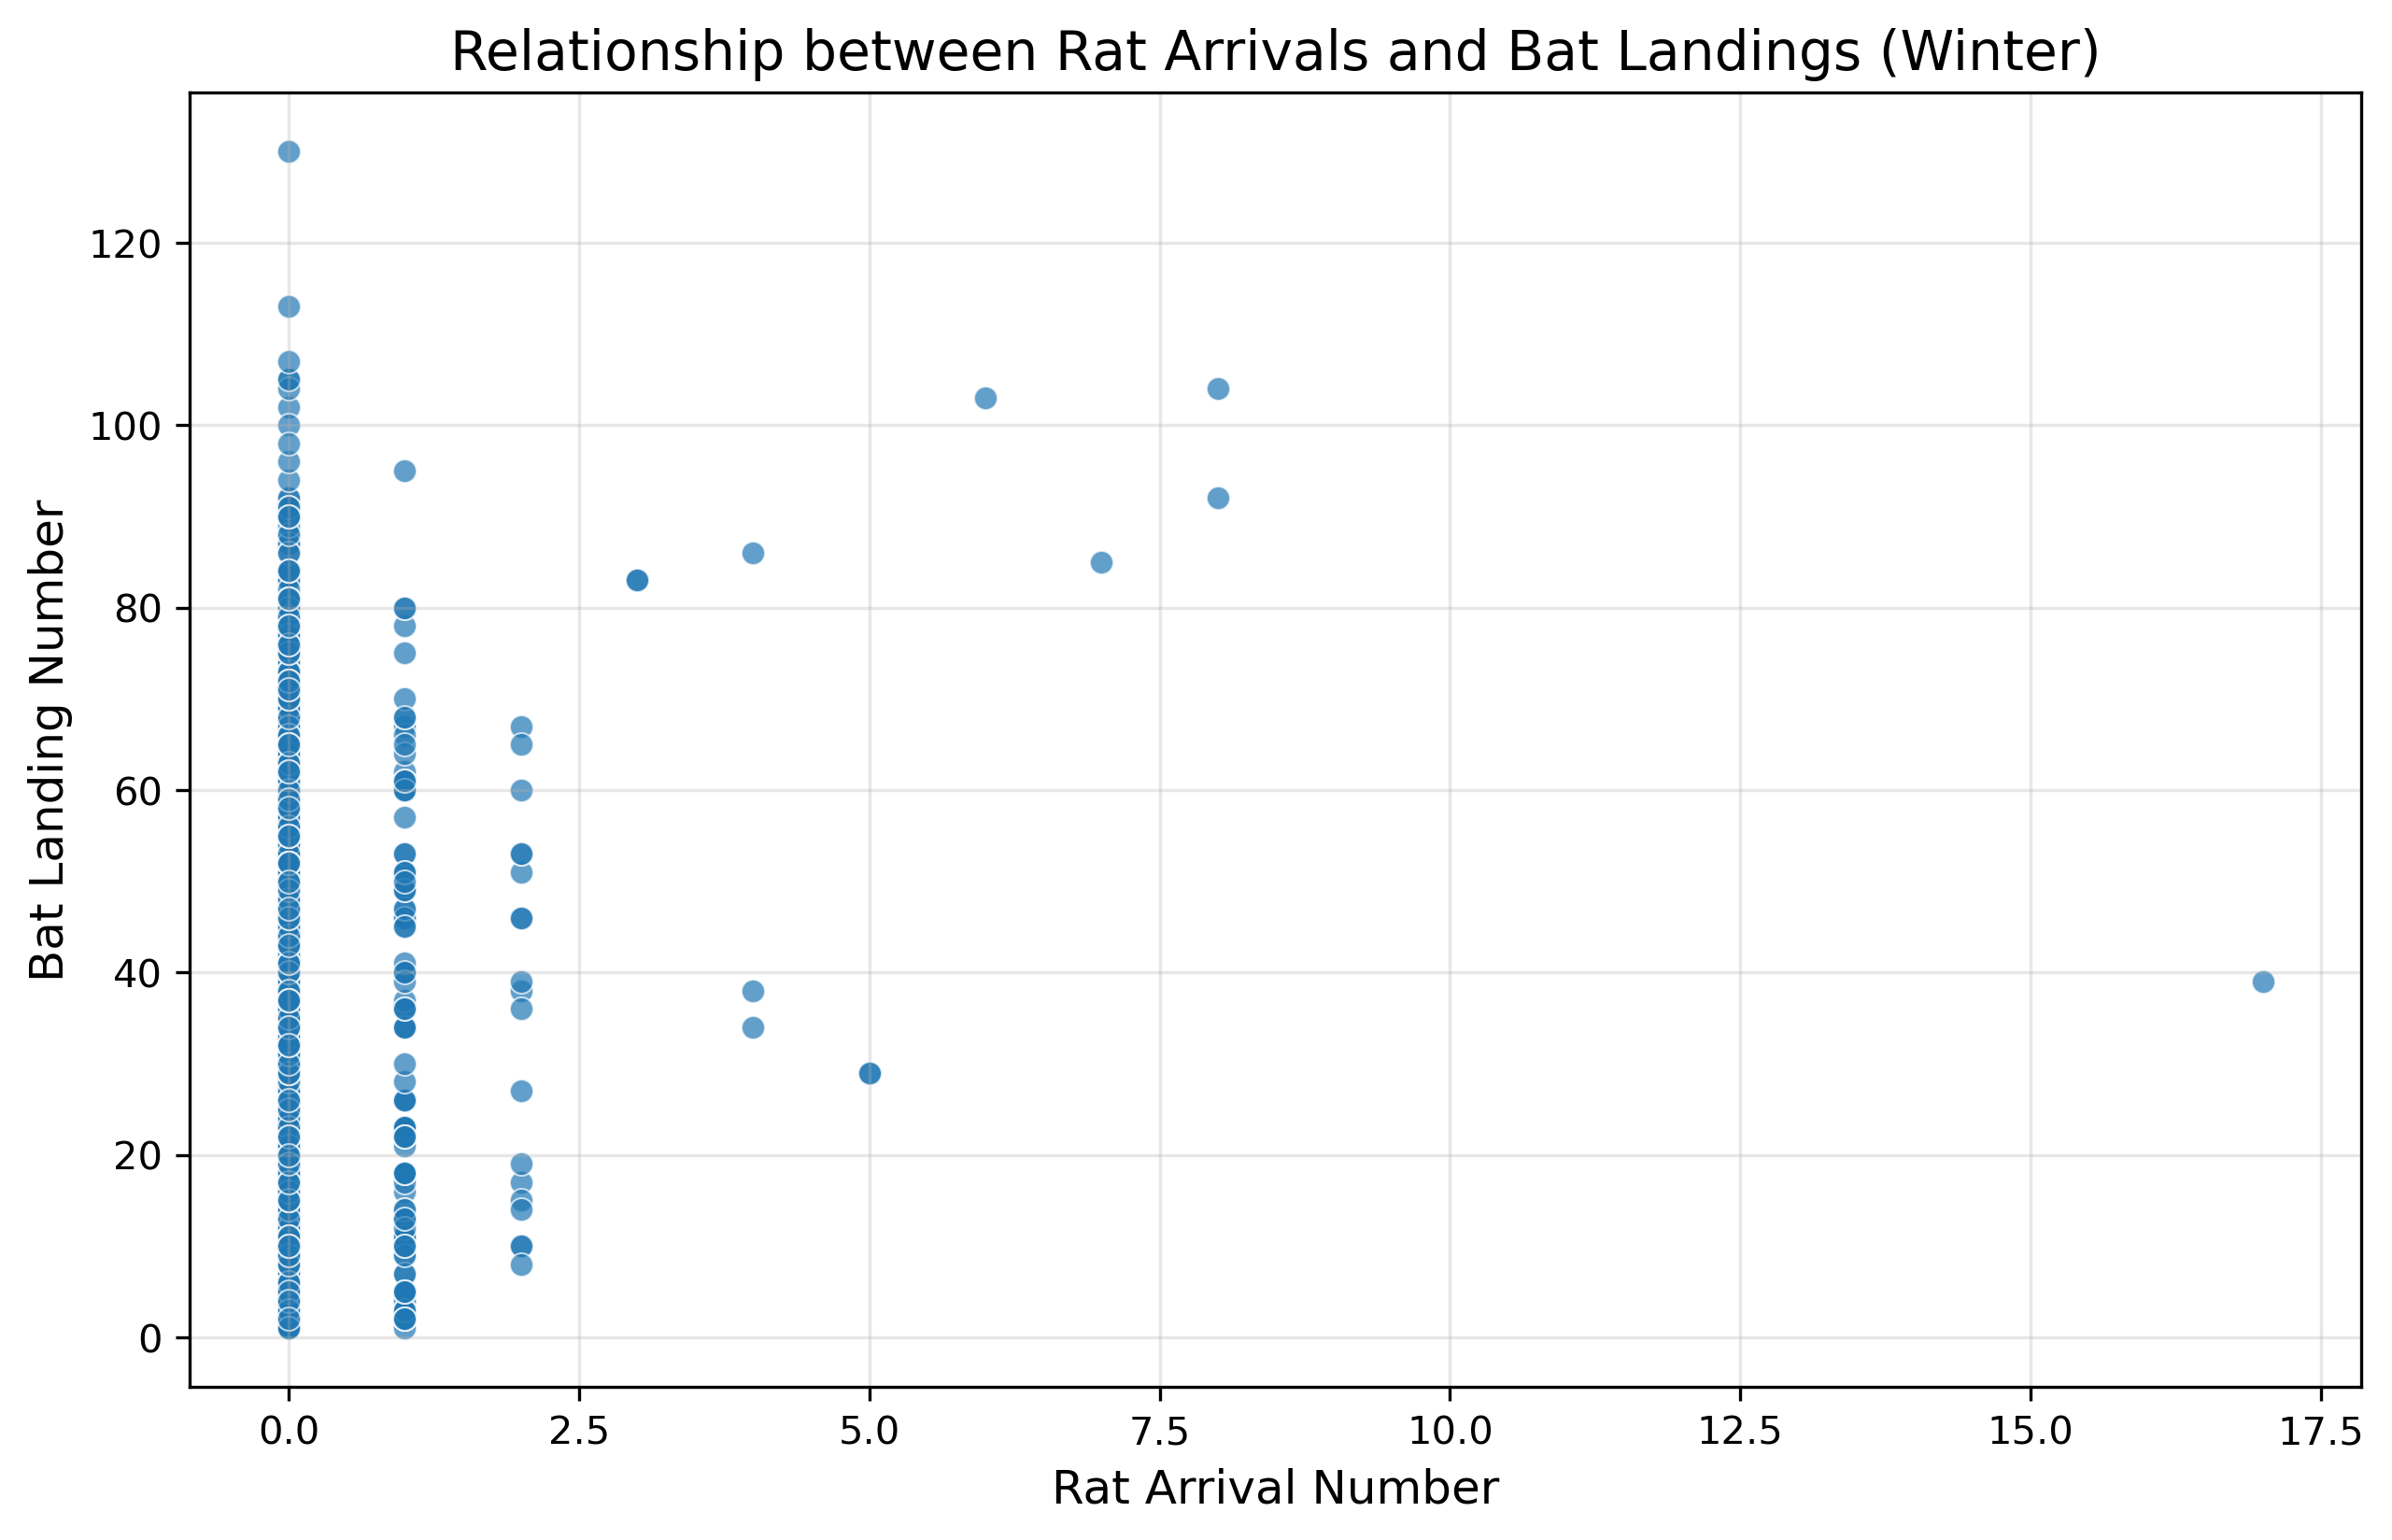 Relationship between Rat Arrivals and Bat Landings (Winter)
Bat Landing Number
120
100
80
60
40
20
0
0.0 2.5 5.0 7.5 10.0 12.5 15.0 17.5
Rat Arrival Number